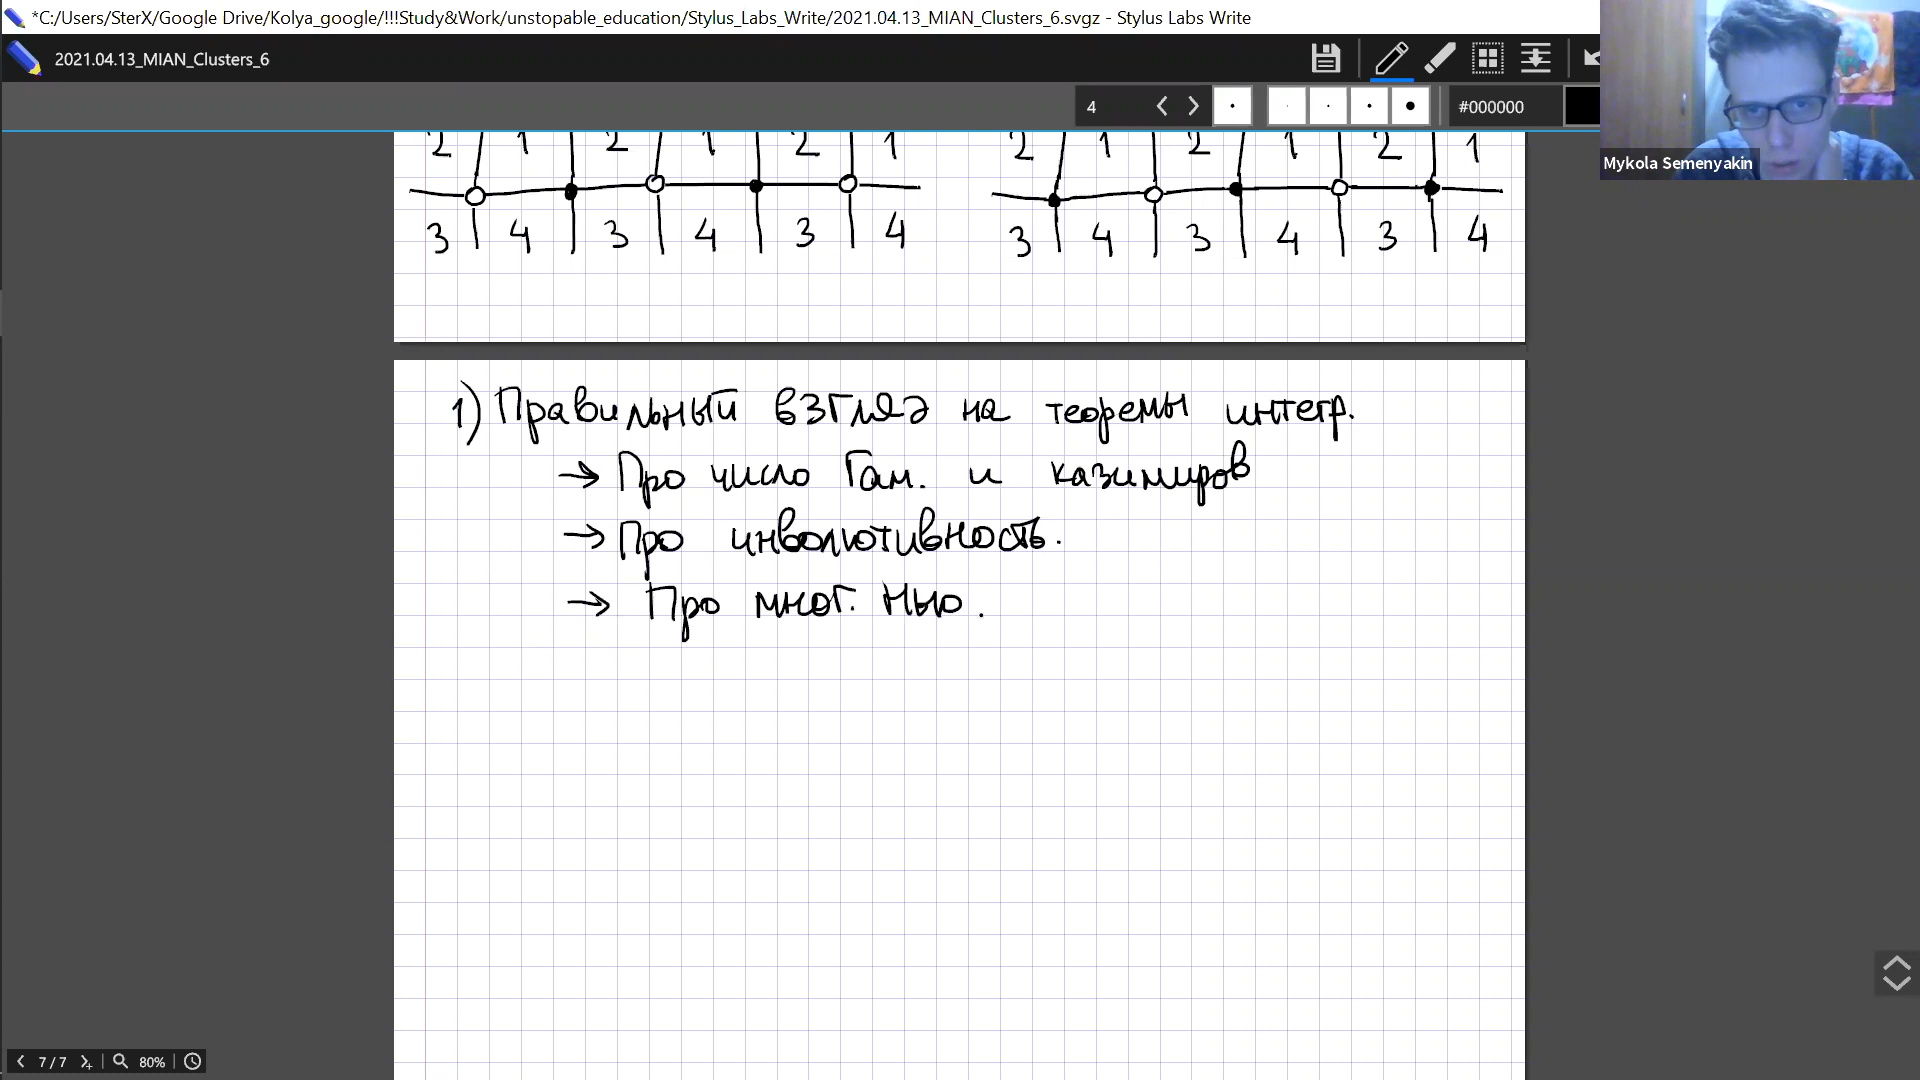 *C:/Users/SterX/Google Drive/Kolya_google/!!!Study&Work/unstopable_education/Stylus_Labs_Write/2021.04.13_MIAN_Clusters_6.svgz - Stylus Labs Write
2021.04.13_MIAN_Clusters_6
4 #000000
Mykola Semenyakin
2 1 2 1 2 1 2 1 2 1 2 1
3 4 3 4 3 4 3 4 3 4 3 4
1) Правильный взгляд на теоремы интегр.
→ Про число Гам. и казимиров
→ Про инволютивность.
→ Про мног. Нью.
7 / 7 80%